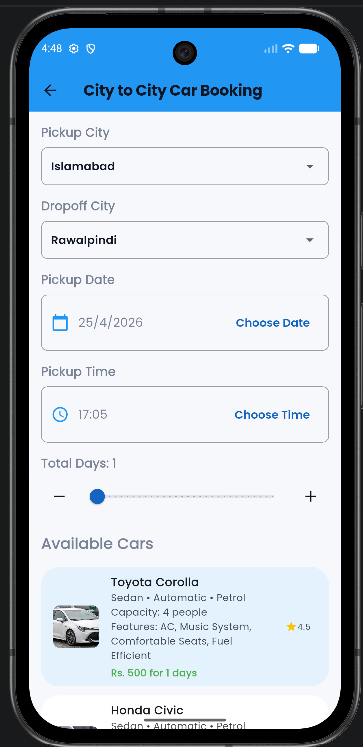 4:48
City to City Car Booking
Pickup City
Islamabad
Dropoff City
Rawalpindi
Pickup Date
25/4/2026
Choose Date
Pickup Time
17:05
Choose Time
Total Days: 1
Available Cars
Toyota Corolla
Sedan • Automatic • Petrol
Capacity: 4 people
Features: AC, Music System,
Comfortable Seats, Fuel
Efficient
4.5
Rs. 500 for 1 days
Honda Civic
Sedan • Automatic • Petrol